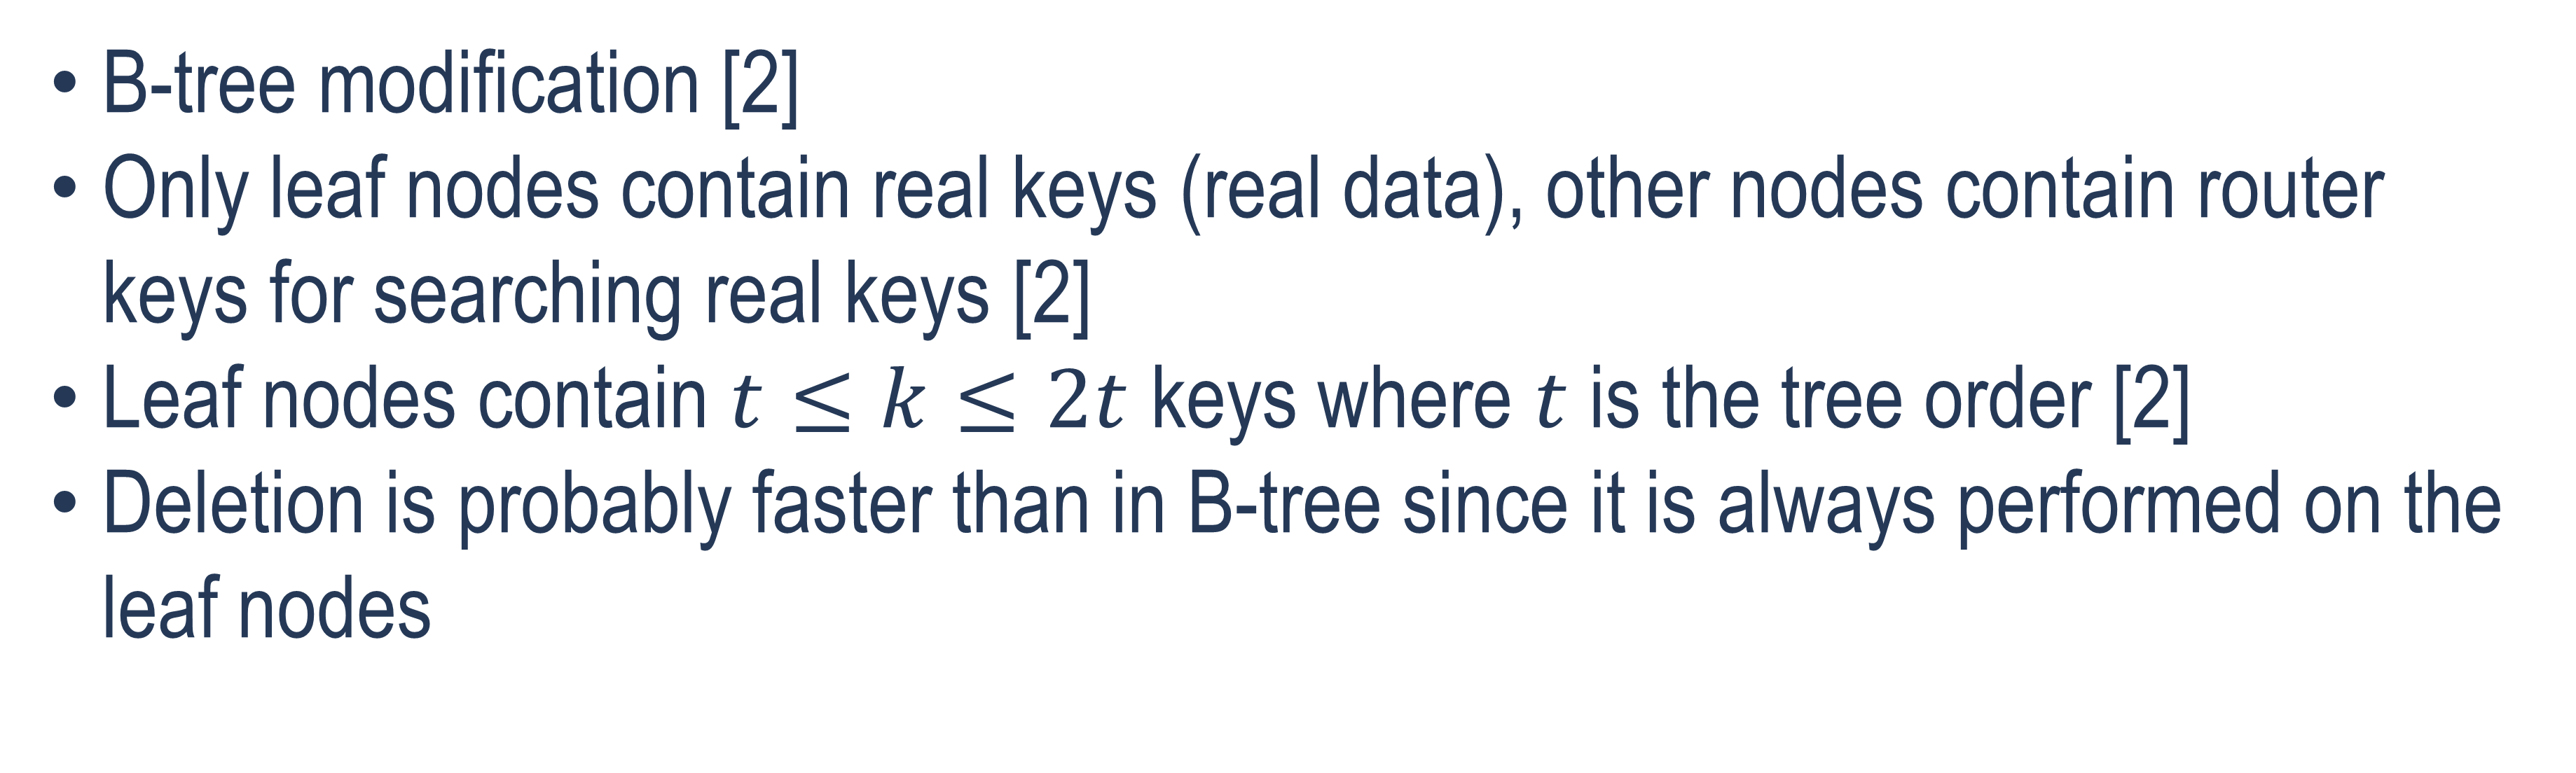 • B-tree modification [2]
• Only leaf nodes contain real keys (real data), other nodes contain router
keys for searching real keys [2]
• Leaf nodes contain 𝑡 ≤ 𝑘 ≤ 2𝑡 keys where 𝑡 is the tree order [2]
• Deletion is probably faster than in B-tree since it is always performed on the
leaf nodes